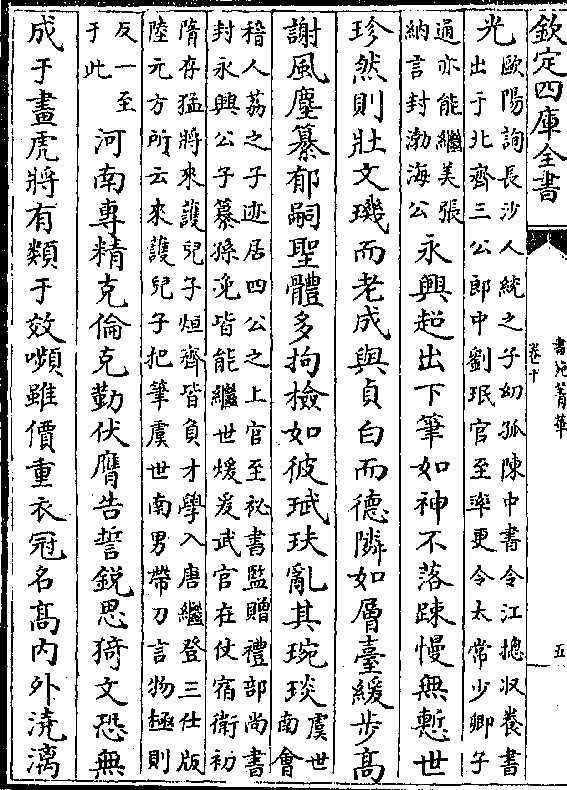 欽定四庫全書
書苑菁華
卷十
五
光
歐陽詢長沙人統之子幼孤陳中書令江摠収養書
出于北齊三公郎中劉珉官至率更令太常少卿子
通亦能繼美張
納言封渤海公
永興超出下筆如神不落疎慢無慙世
珍然則壯文璣而老成與貞白而德隣如層臺緩步高
謝風塵纂郁嗣聖體多拘檢如彼珷玞亂其琬琰
虞世
南會
稽人荔之子迹居四公之上官至祕書監贈禮部尚書
封永興公子纂猻浼皆能繼世煖爰武官在仗宿衛初
隋存猛將來護兒子烜齊皆負才學入唐繼登三仕版
陸元方所云來護兒子把筆虞世南男帶刀言物極則
反一至
于此
河南專精克倫克勤伏膺告誓鋭思猗文恐無
成于畫虎將有類于效嚬雖價重衣冠名高内外澆漓